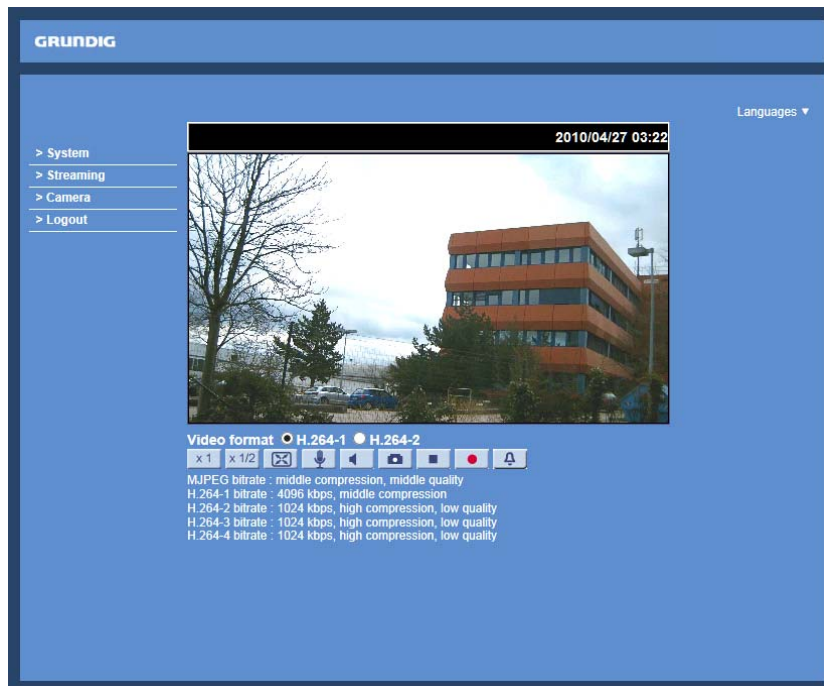 GRUNDIG
Languages ▼
2010/04/27 03:22
> System
> Streaming
> Camera
> Logout
Video format H.264-1 H.264-2
x 1 x 1/2
MJPEG bitrate : middle compression, middle quality
H.264-1 bitrate : 4096 kbps, middle compression
H.264-2 bitrate : 1024 kbps, high compression, low quality
H.264-3 bitrate : 1024 kbps, high compression, low quality
H.264-4 bitrate : 1024 kbps, high compression, low quality